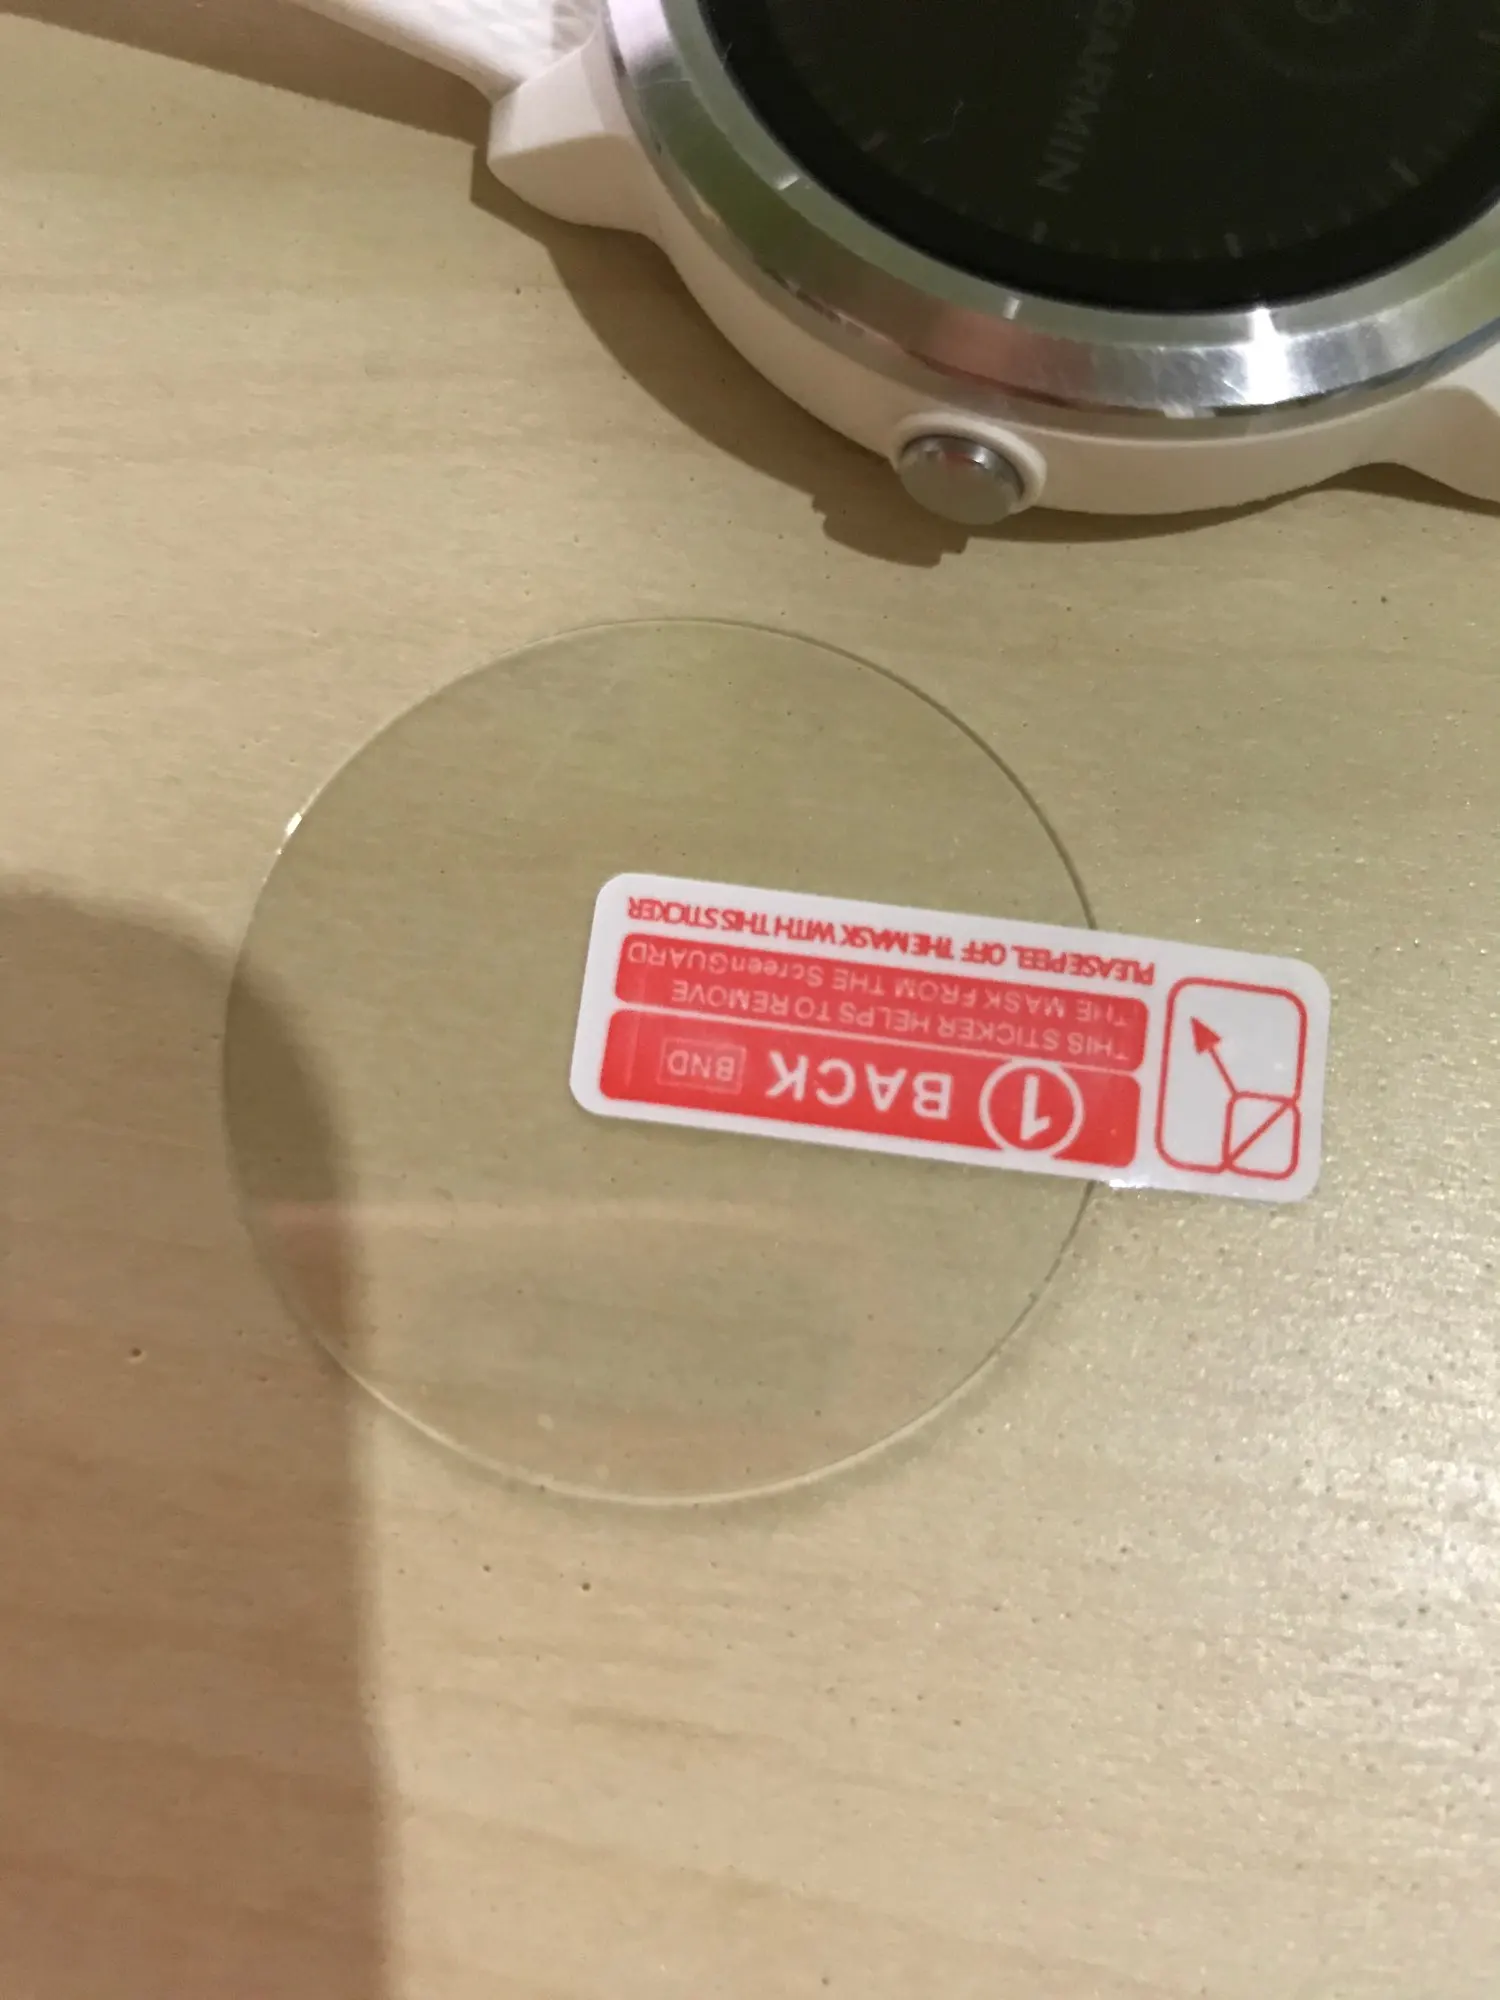 GARMIN
1 BACK BND
THIS STICKER HELPS TO REMOVE
THE MASK FROM THE ScreenGUARD
PLEASE PEEL OFF THE MASK WITH THIS STICKER